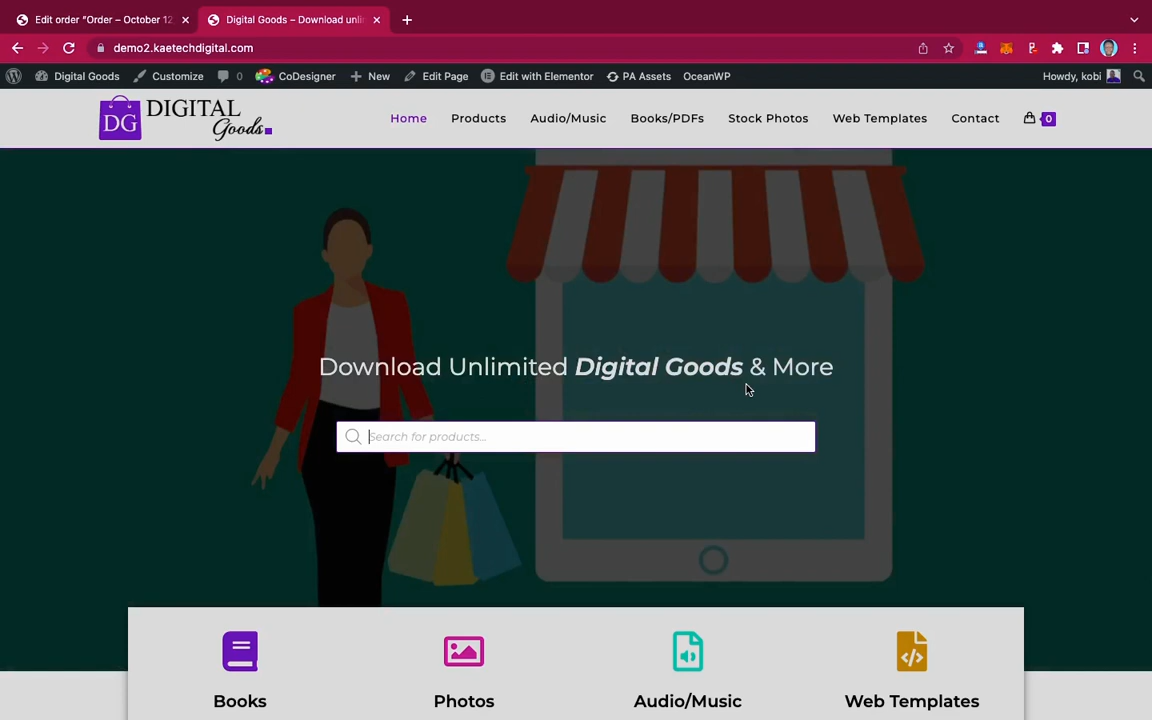 Edit order "Order – October 12
Digital Goods – Download unli
demo2.kaetechdigital.com
Digital Goods
Customize
0
CoDesigner
New
Edit Page
Edit with Elementor
PA Assets
OceanWP
Howdy, kobi
DG
DIGITAL
Goods
Home
Products
Audio/Music
Books/PDFs
Stock Photos
Web Templates
Contact
0
Download Unlimited Digital Goods & More
Search for products...
Books
Photos
Audio/Music
Web Templates